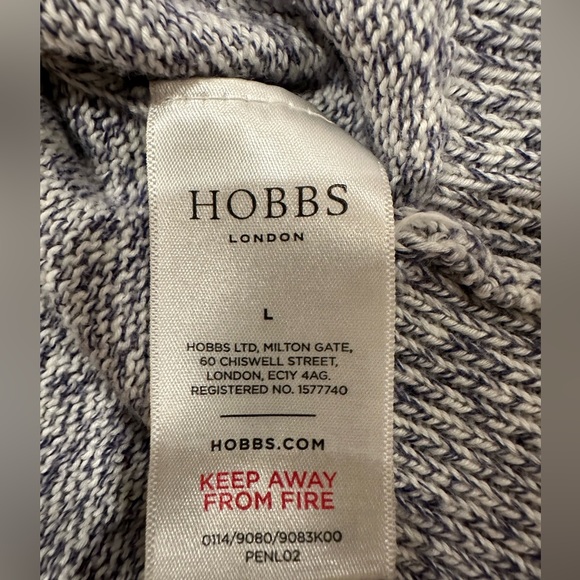 HOBBS
LONDON
L
HOBBS LTD, MILTON GATE,
60 CHISWELL STREET,
LONDON, EC1Y 4AG.
REGISTERED NO. 1577740
HOBBS.COM
KEEP AWAY
FROM FIRE
0114/9080/9083K00
PENL02